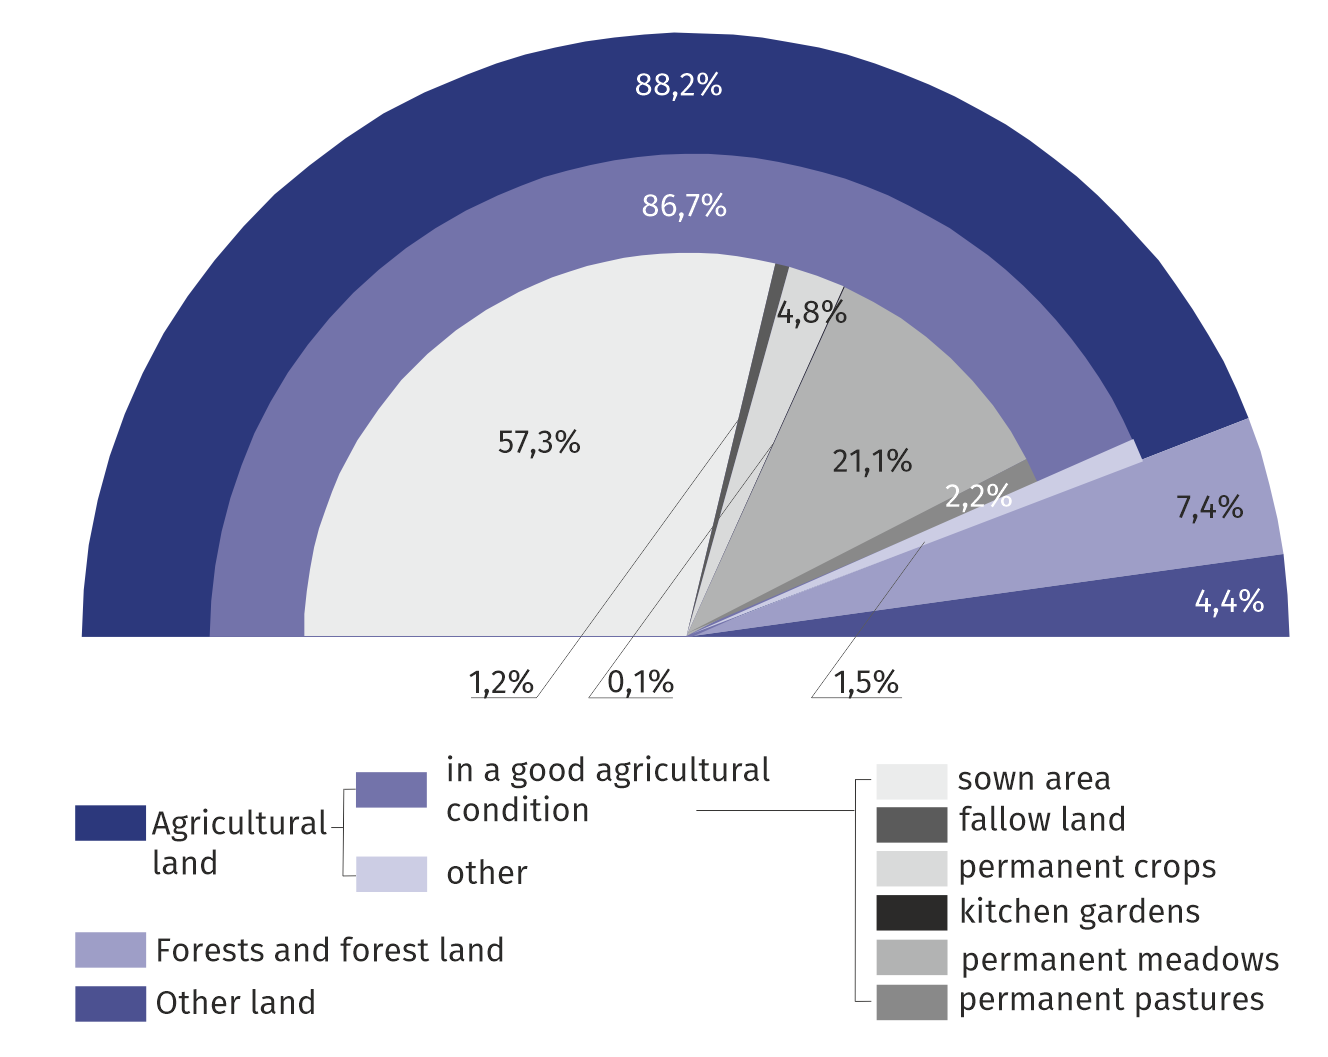 88,2%
86,7%
4,8%
57,3%
21,1%
2,2%
7,4%
4,4%
1,2%
0,1%
1,5%
Agricultural
land
in a good agricultural
condition
other
Forests and forest land
Other land
sown area
fallow land
permanent crops
kitchen gardens
permanent meadows
permanent pastures